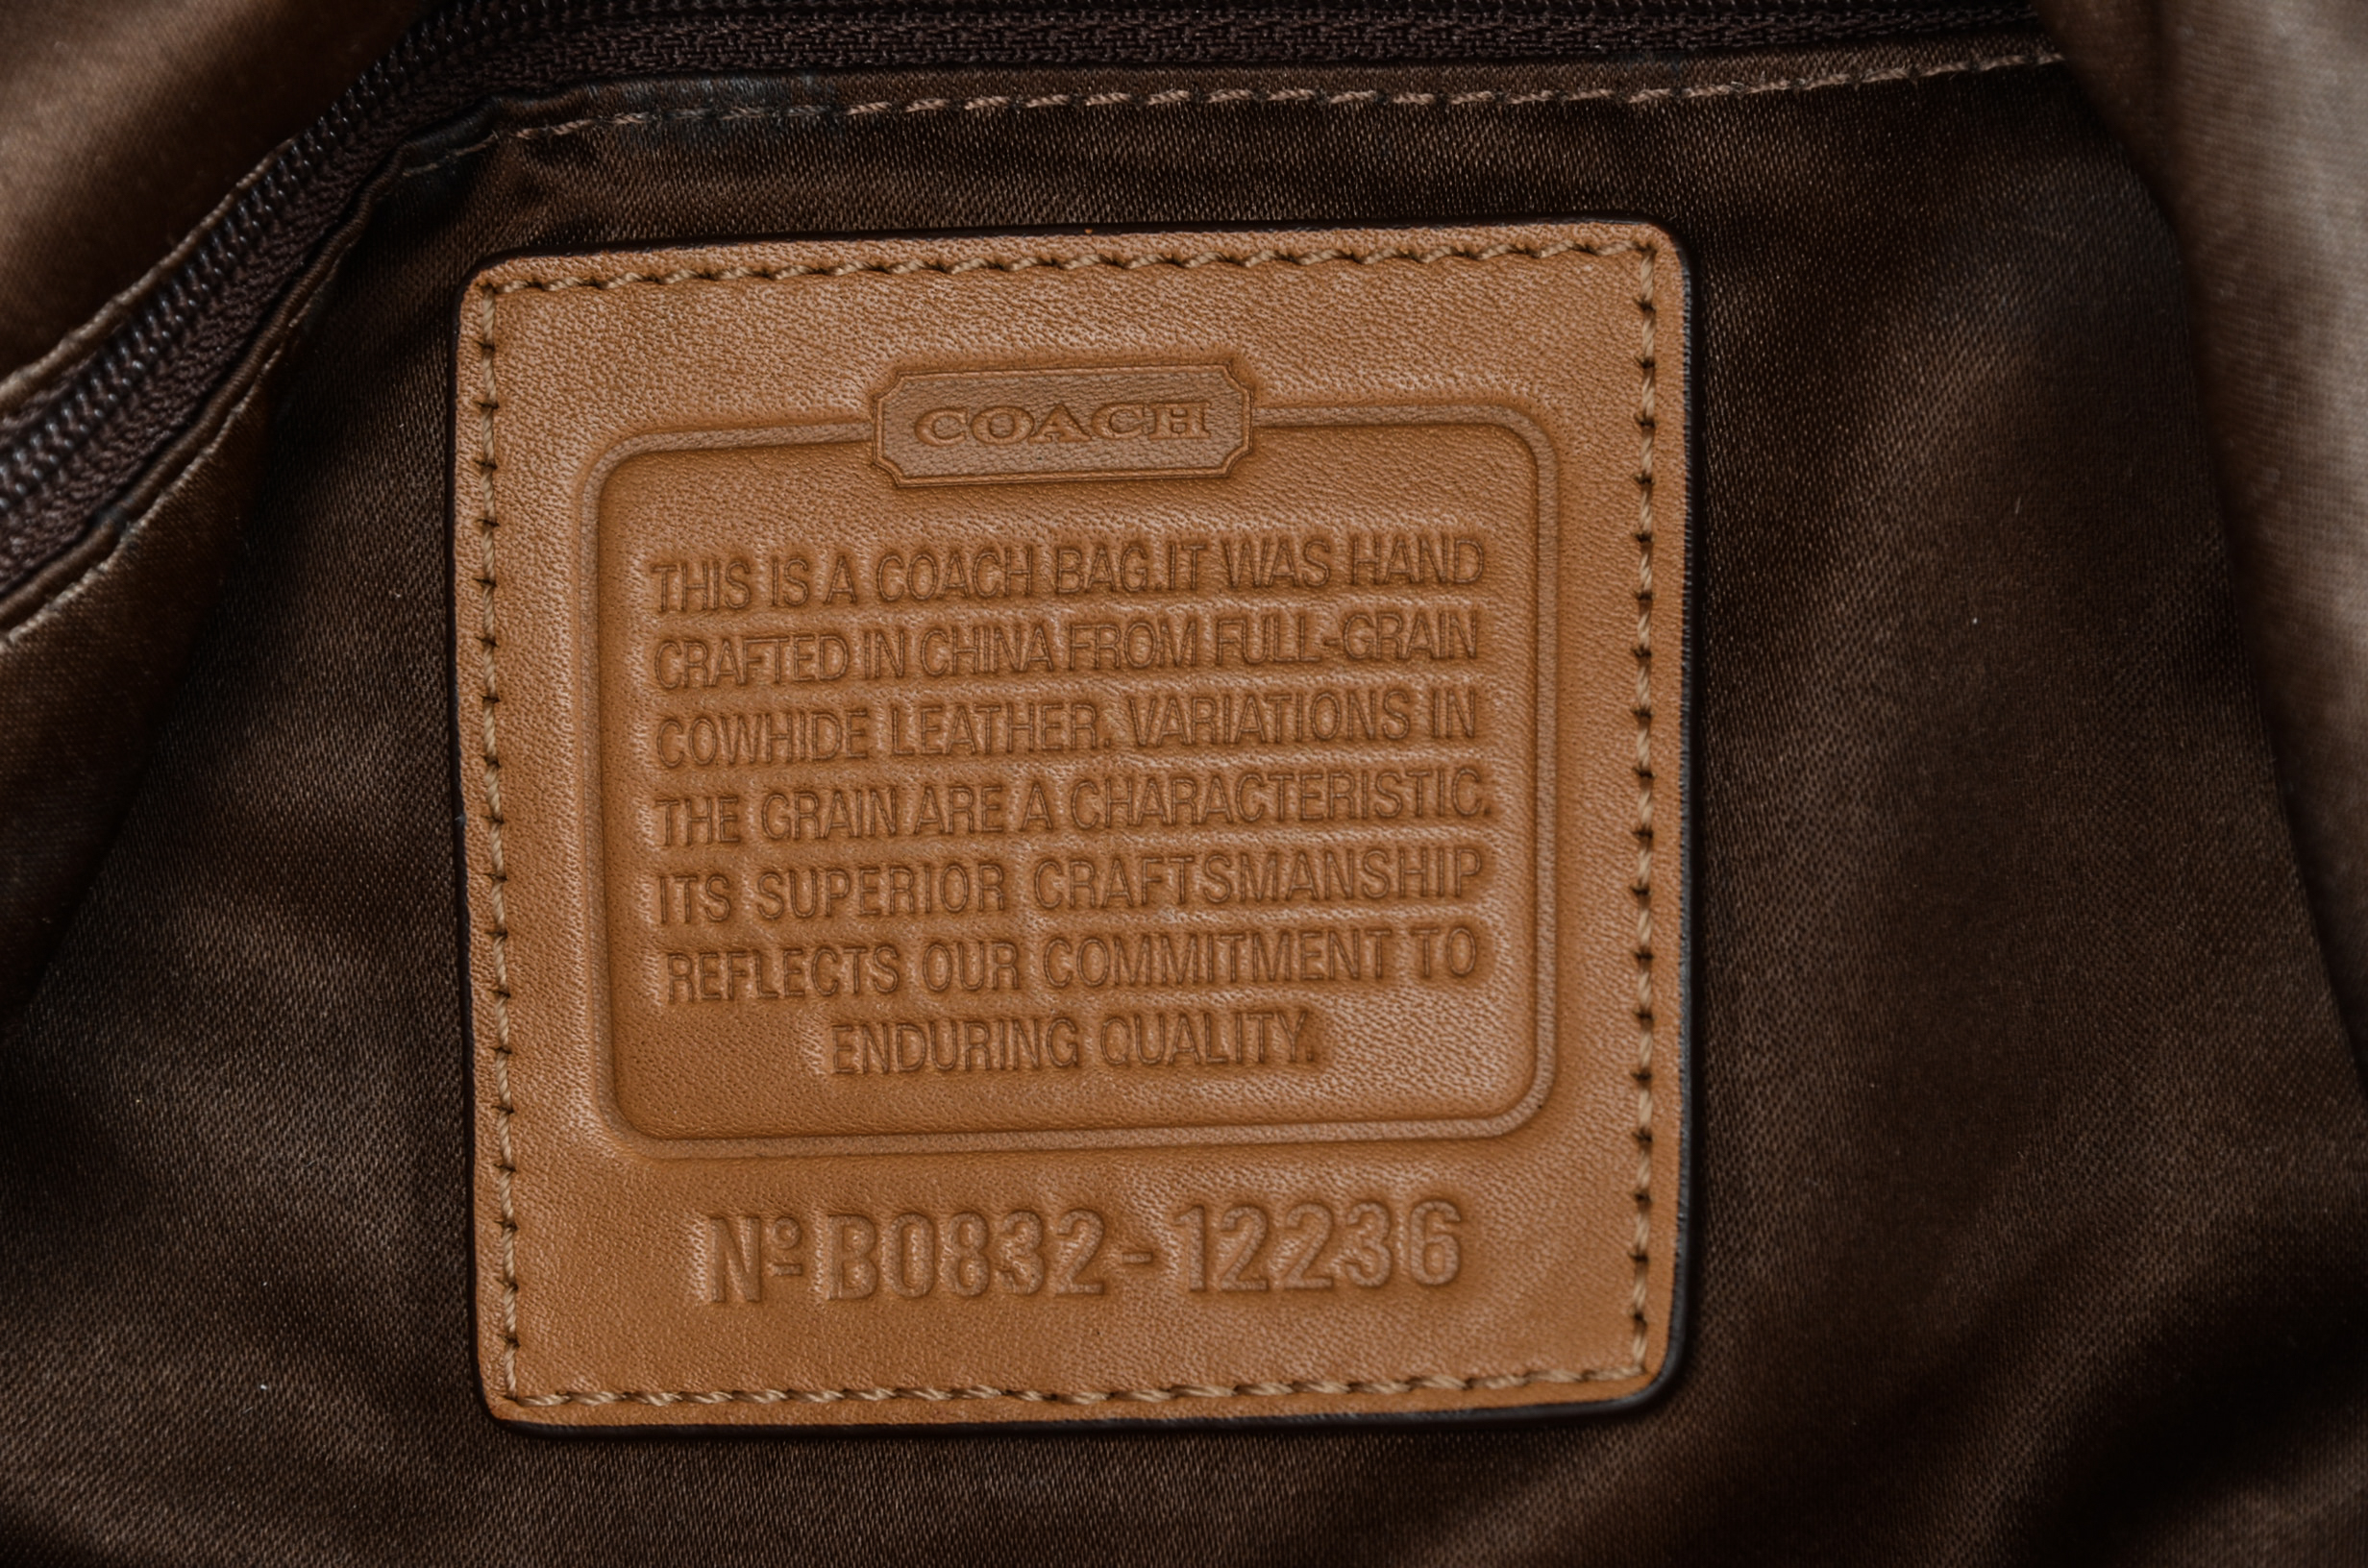 COACH
THIS IS A COACH BAG.IT WAS HAND
CRAFTED IN CHINA FROM FULL-GRAIN
COWHIDE LEATHER. VARIATIONS IN
THE GRAIN ARE A CHARACTERISTIC.
ITS SUPERIOR CRAFTSMANSHIP
REFLECTS OUR COMMITMENT TO
ENDURING QUALITY.
Nº B0832-12236